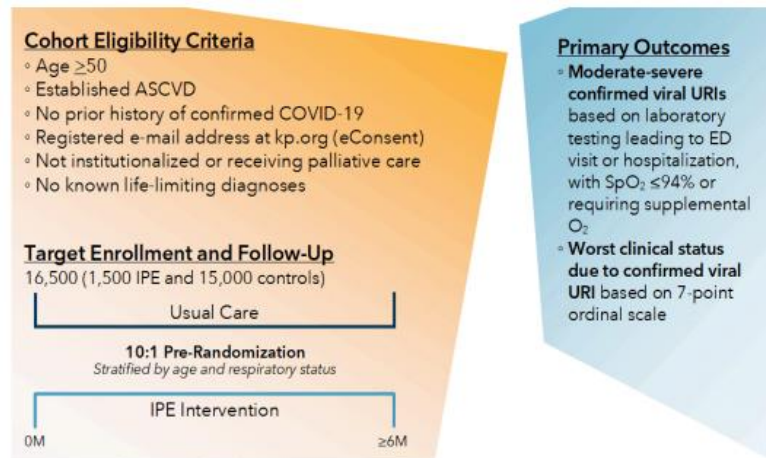 Cohort Eligibility Criteria
◦ Age ≥50
◦ Established ASCVD
◦ No prior history of confirmed COVID-19
◦ Registered e-mail address at kp.org (eConsent)
◦ Not institutionalized or receiving palliative care
◦ No known life-limiting diagnoses
Target Enrollment and Follow-Up
16,500 (1,500 IPE and 15,000 controls)
Usual Care
10:1 Pre-Randomization
Stratified by age and respiratory status
IPE Intervention
0M
≥6M
Primary Outcomes
◦ Moderate-severe
confirmed viral URIs
based on laboratory
testing leading to ED
visit or hospitalization,
with SpO₂ ≤94% or
requiring supplemental
O₂
◦ Worst clinical status
due to confirmed viral
URI based on 7-point
ordinal scale